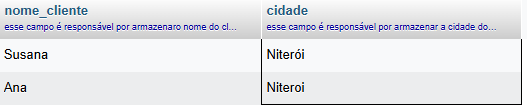 nome_cliente cidade
esse campo é responsável por armazenaro nome do cl... esse campo é responsável por armazenar a cidade do...
Susana Niterói
Ana Niteroi